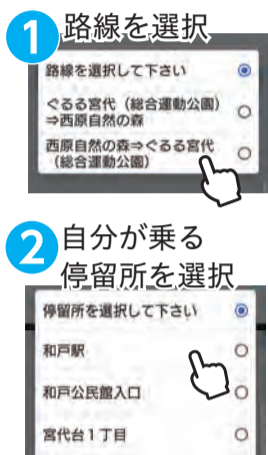 1 路線を選択
路線を選択して下さい
ぐるる宮代（総合運動公園）
⇒西原自然の森
西原自然の森⇒ぐるる宮代
（総合運動公園）
2 自分が乗る
停留所を選択
停留所を選択して下さい
和戸駅
和戸公民館入口
宮代台1丁目